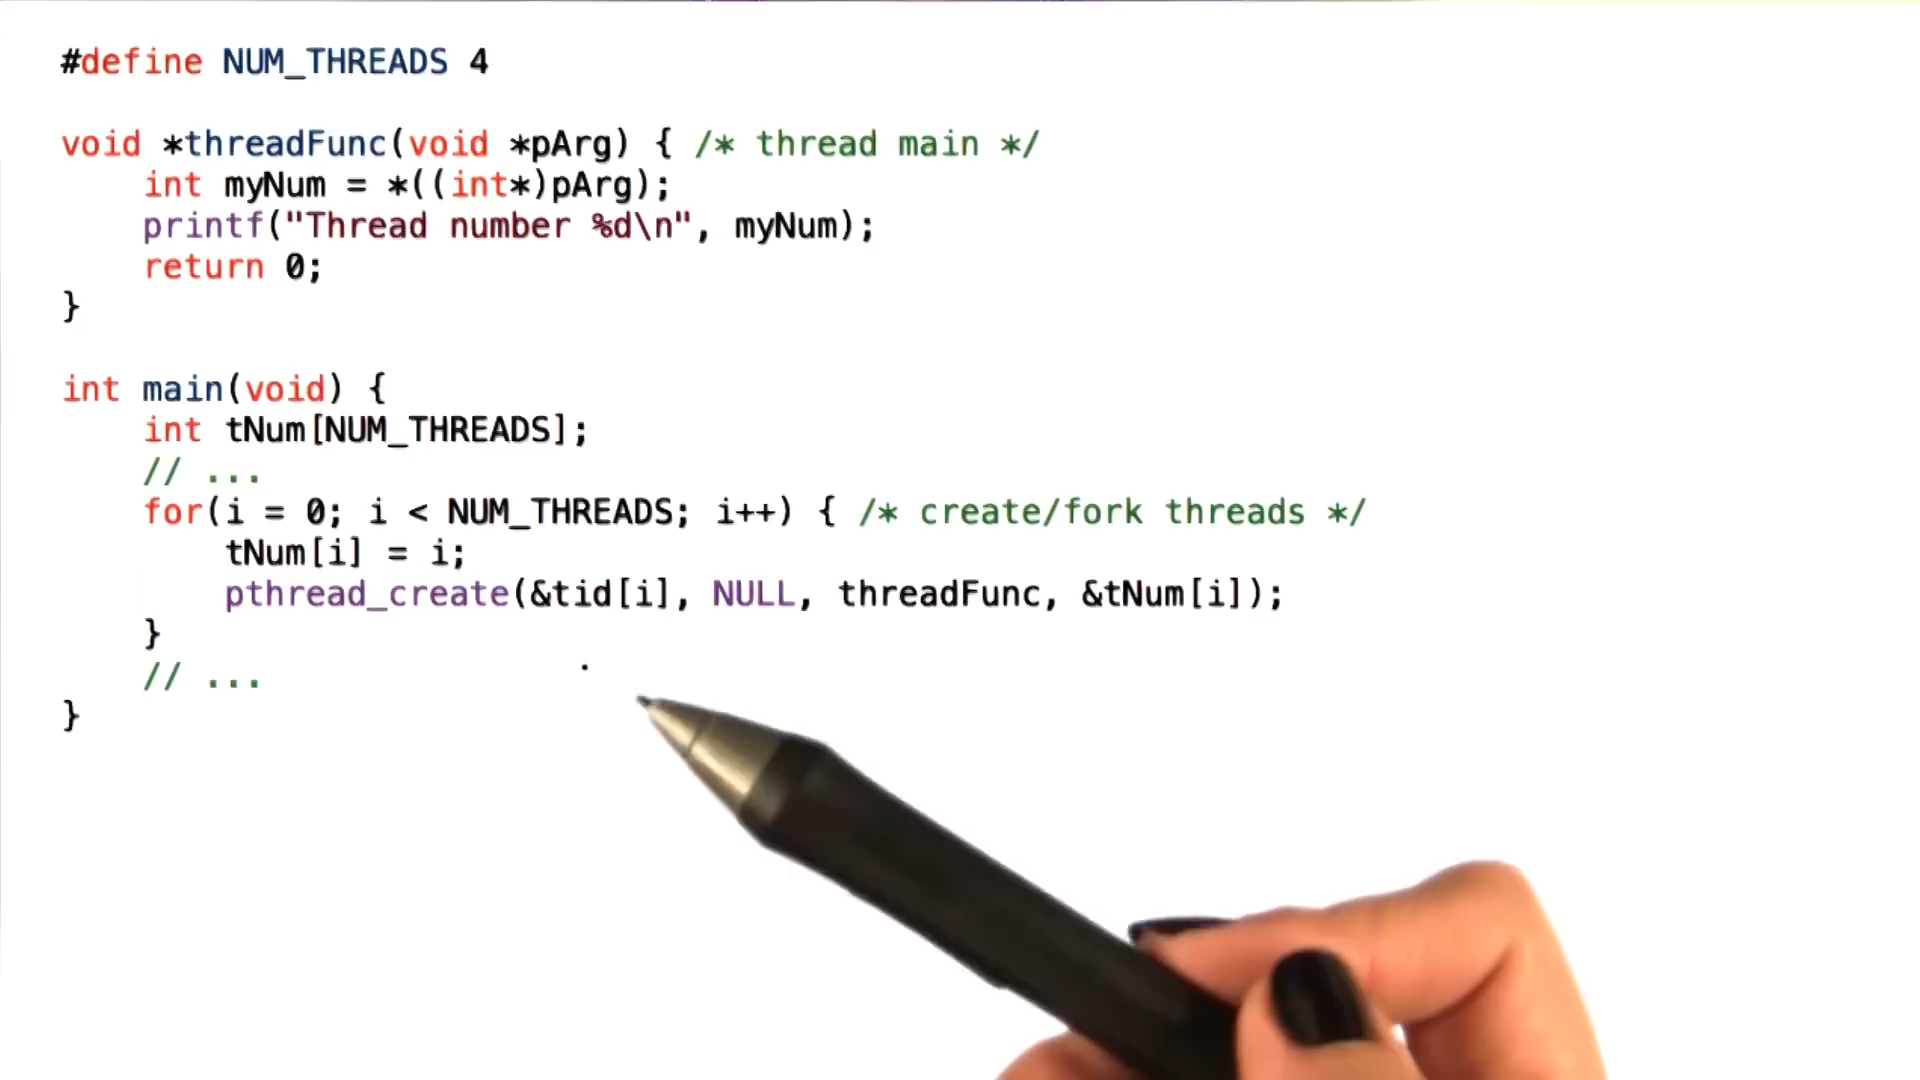 #define NUM_THREADS 4
void *threadFunc(void *pArg) { /* thread main */
int myNum = *((int*)pArg);
printf("Thread number %d\n", myNum);
return 0;
}
int main(void) {
int tNum[NUM_THREADS];
// ...
for(i = 0; i < NUM_THREADS; i++) { /* create/fork threads */
tNum[i] = i;
pthread_create(&tid[i], NULL, threadFunc, &tNum[i]);
}
// ...
}